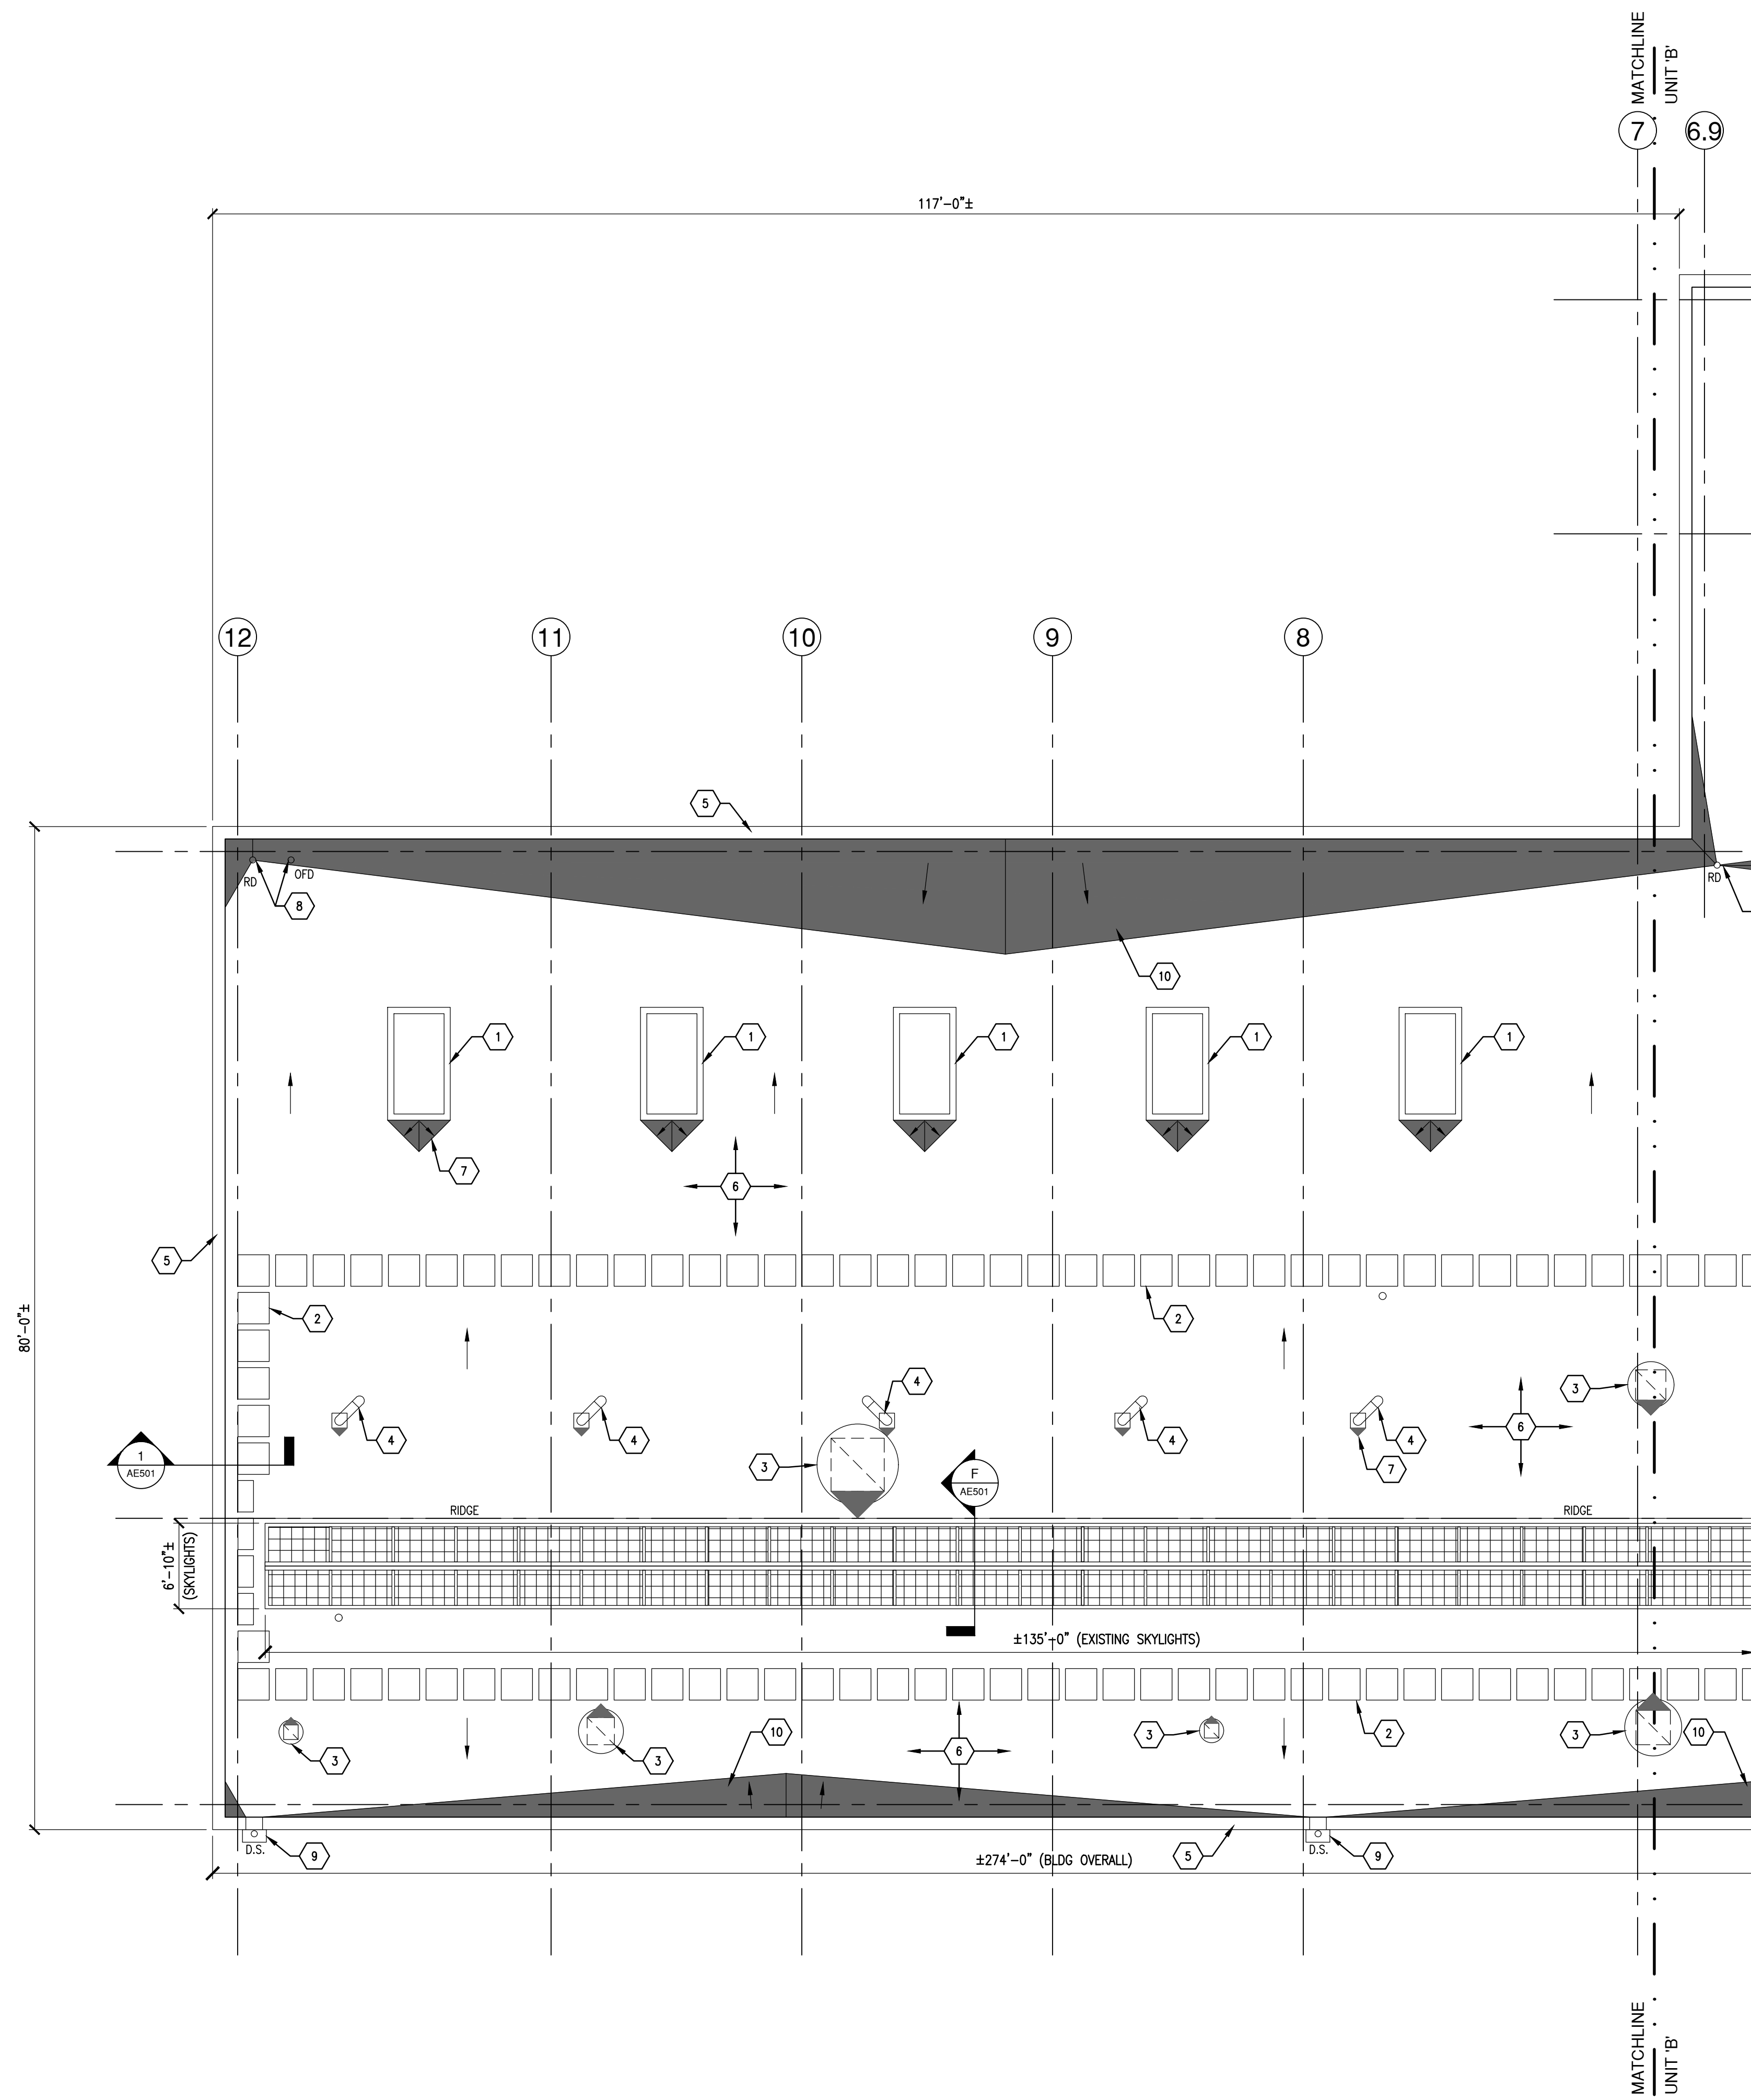 MATCHLINE
UNIT 'B'
7
6.9
117'-0"±
12
11
10
9
8
5
RD
OFD
8
RD
10
1
1
1
1
1
7
6
5
2
2
80'-0"±
3
4
4
4
4
4
6
1
AE501
3
F
AE501
7
RIDGE
RIDGE
6'-10"±
(SKYLIGHTS)
±135'-0" (EXISTING SKYLIGHTS)
3
3
10
6
3
2
3
10
D.S.
9
±274'-0" (BLDG OVERALL)
5
D.S.
9
MATCHLINE
UNIT 'B'